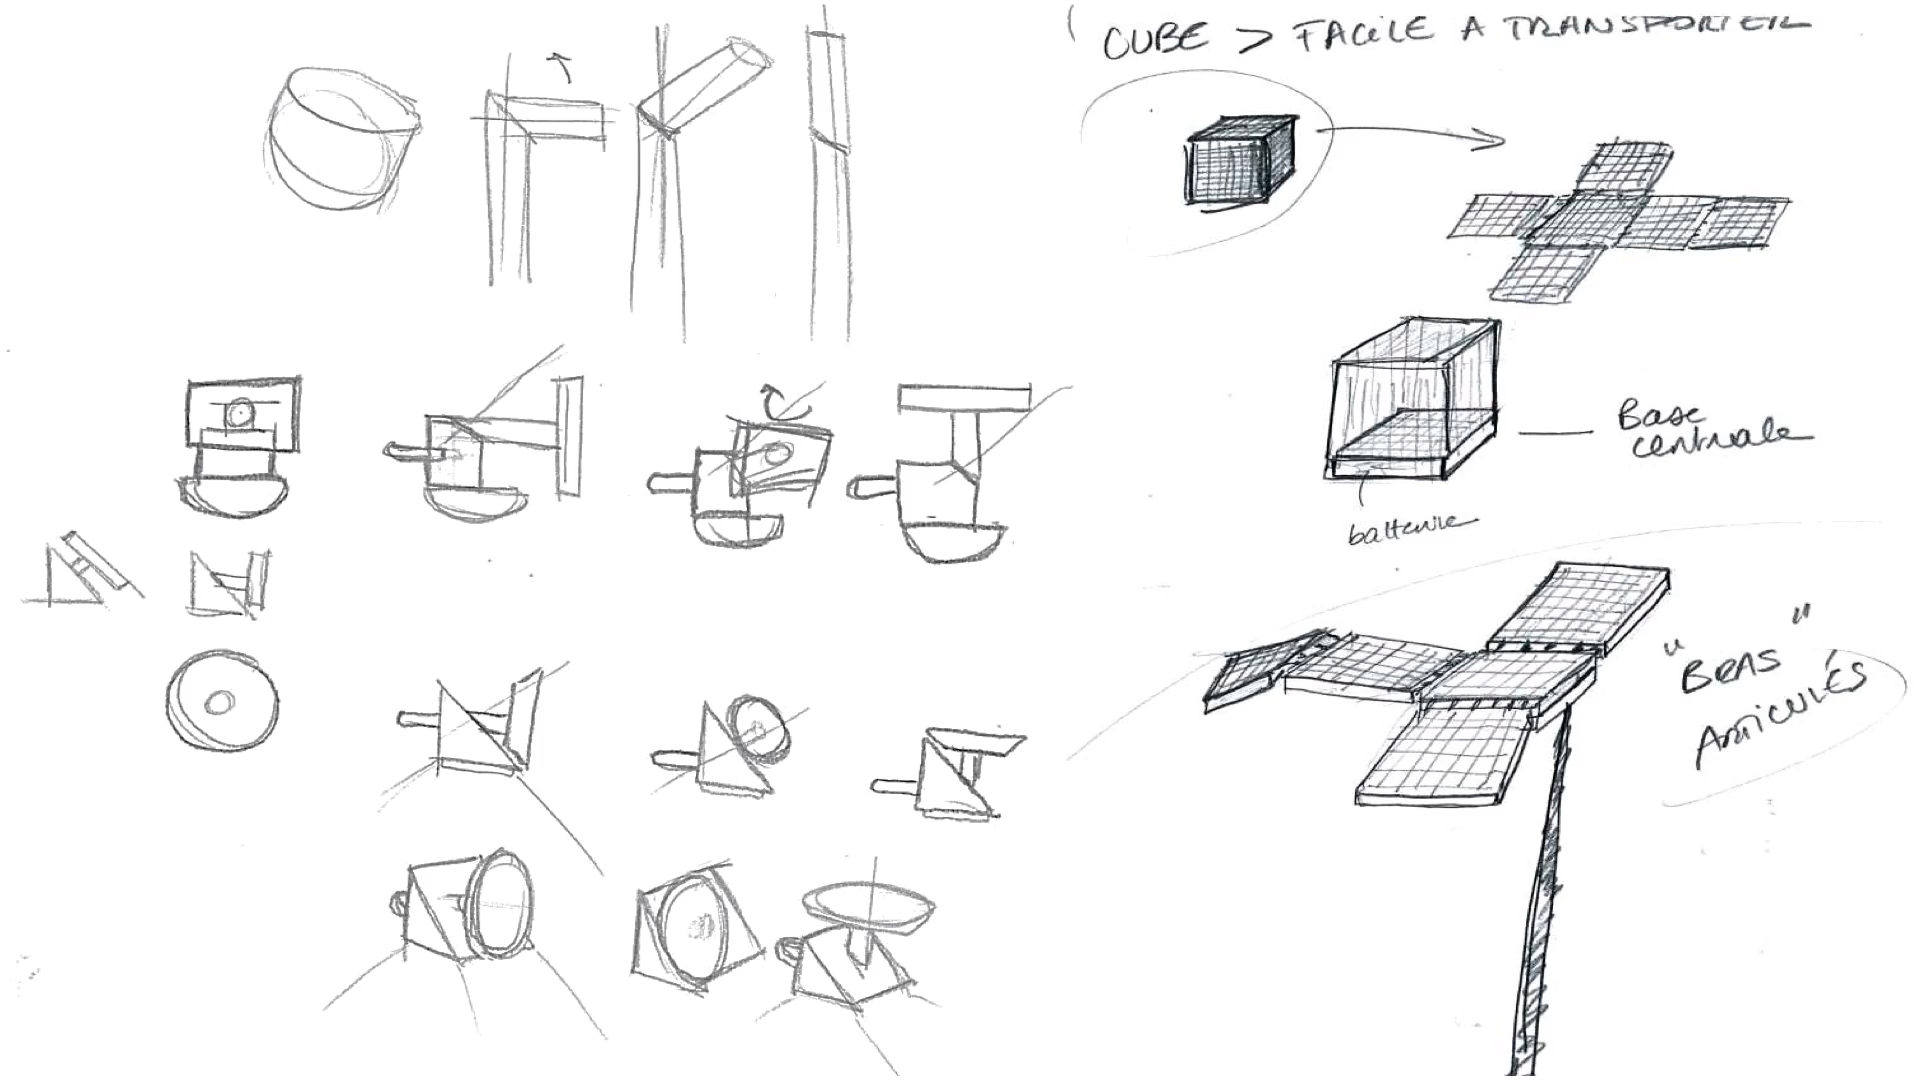 CUBE > FACILE A TRANSPORTER
Base
centrale
batterie
"BRAS"
ARTICULÉS